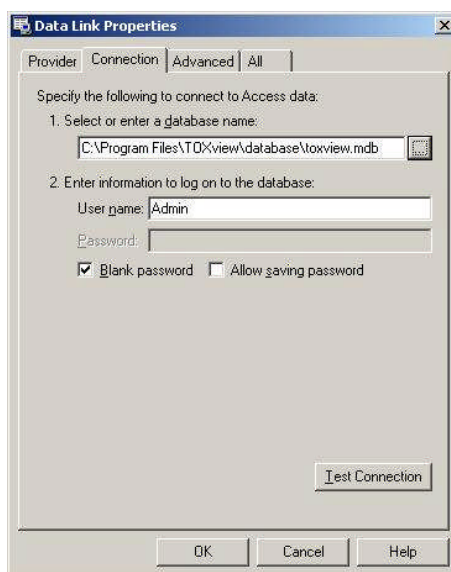 Data Link Properties
Provider Connection Advanced All
Specify the following to connect to Access data:
1. Select or enter a database name:
C:\Program Files\TOXview\database\toxview.mdb ...
2. Enter information to log on to the database:
User name: Admin
Password:
Blank password Allow saving password
Test Connection
OK Cancel Help